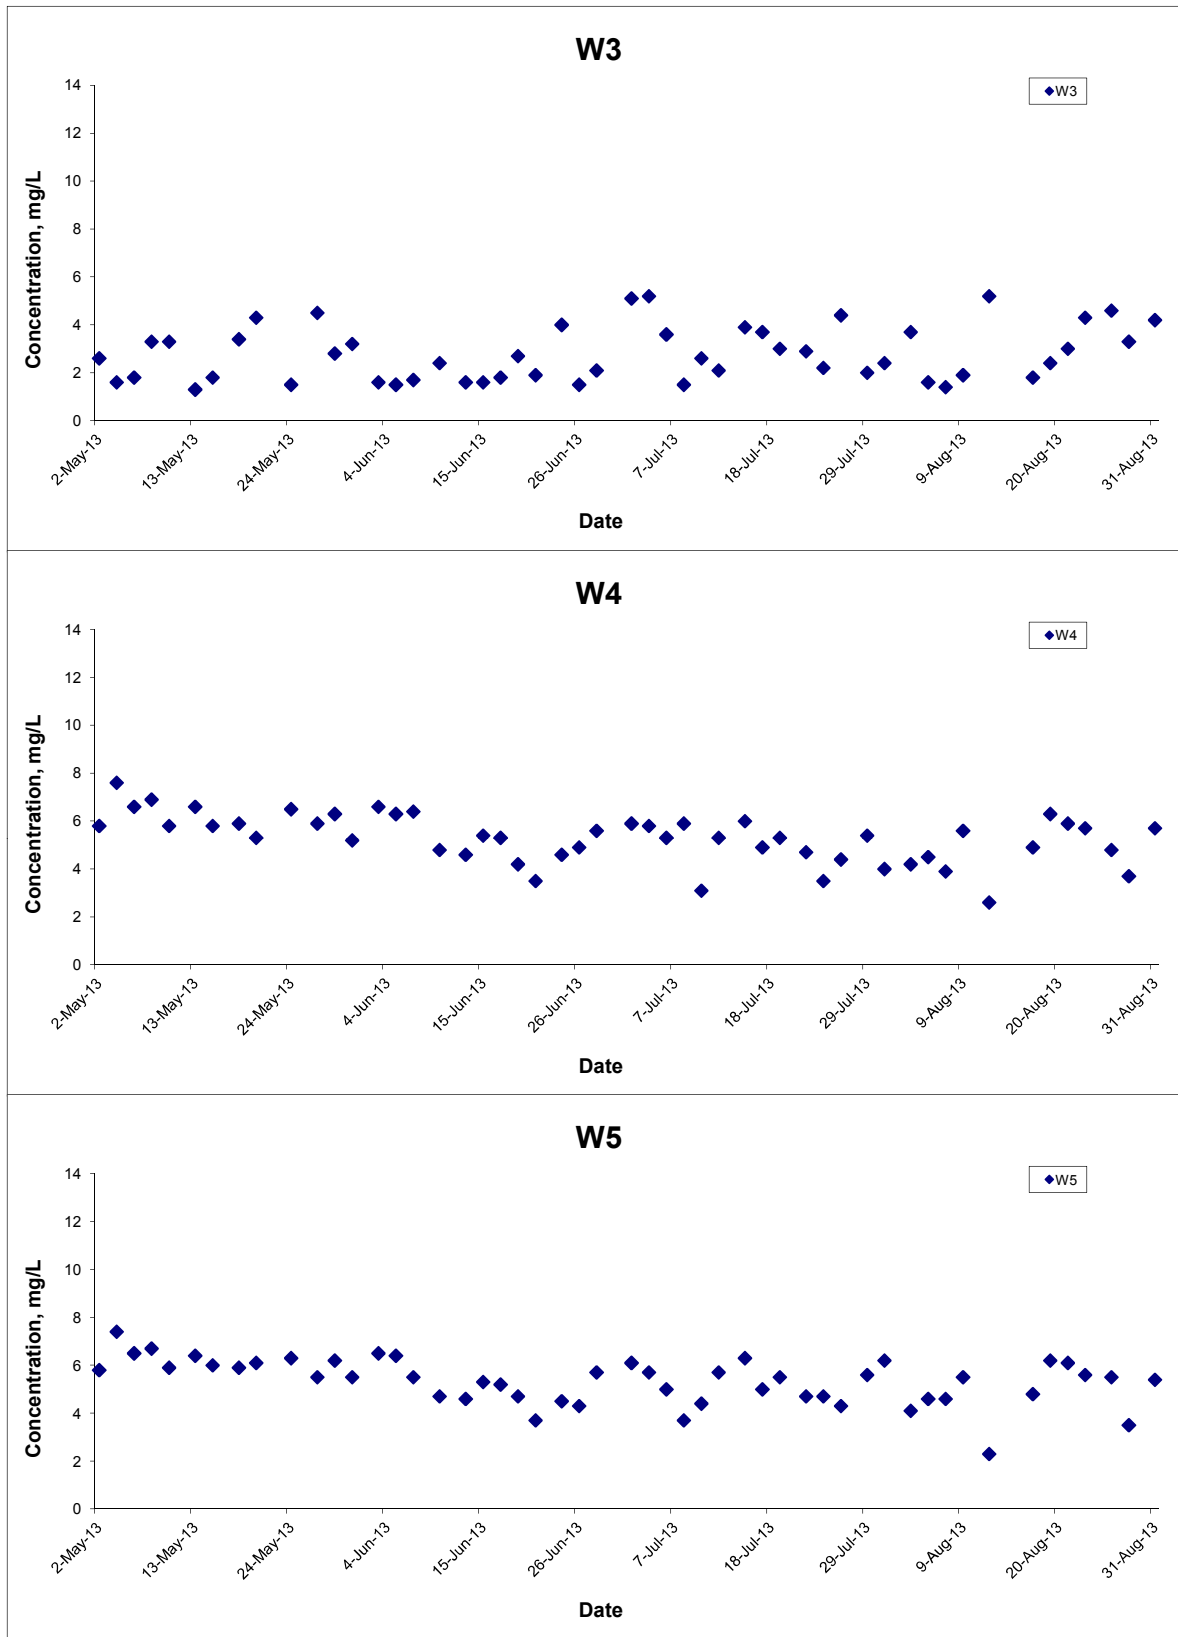 W3
W3
14
12
10
8
6
4
2
0
Concentration, mg/L
2-May-13
13-May-13
24-May-13
4-Jun-13
15-Jun-13
26-Jun-13
7-Jul-13
18-Jul-13
29-Jul-13
9-Aug-13
20-Aug-13
31-Aug-13
Date
W4
W4
14
12
10
8
6
4
2
0
Concentration, mg/L
2-May-13
13-May-13
24-May-13
4-Jun-13
15-Jun-13
26-Jun-13
7-Jul-13
18-Jul-13
29-Jul-13
9-Aug-13
20-Aug-13
31-Aug-13
Date
W5
W5
14
12
10
8
6
4
2
0
Concentration, mg/L
2-May-13
13-May-13
24-May-13
4-Jun-13
15-Jun-13
26-Jun-13
7-Jul-13
18-Jul-13
29-Jul-13
9-Aug-13
20-Aug-13
31-Aug-13
Date